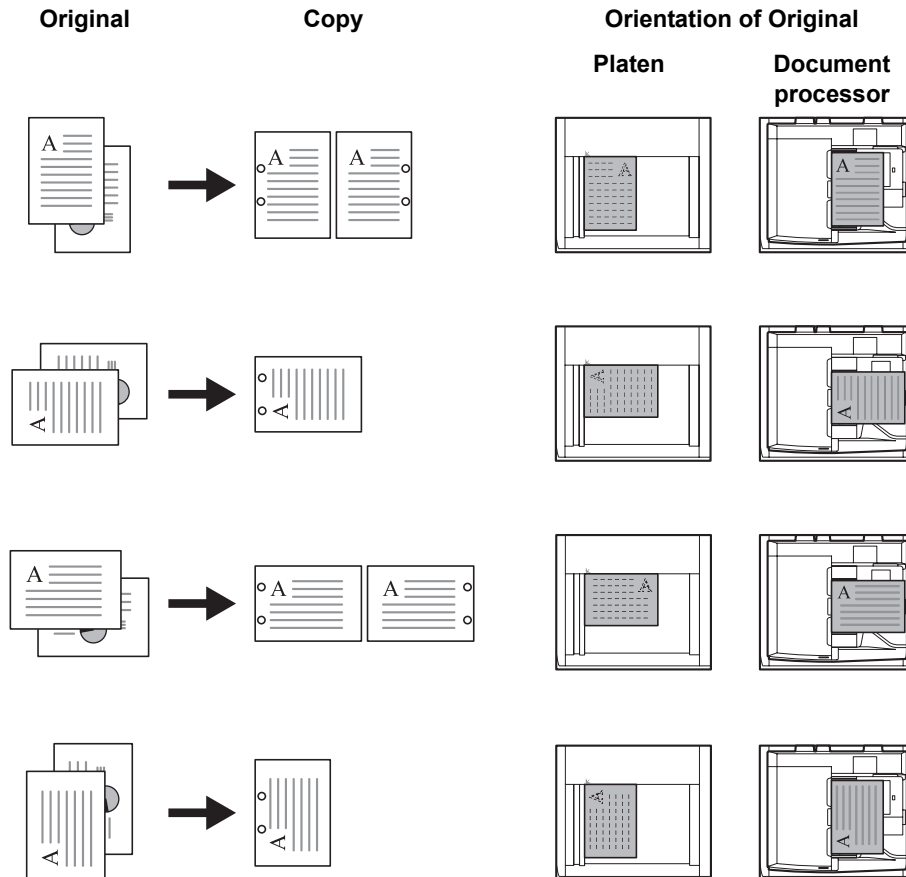 Original Copy Orientation of Original
Platen Document
processor
A A A A A
A A A A
A A A A A
A A A A